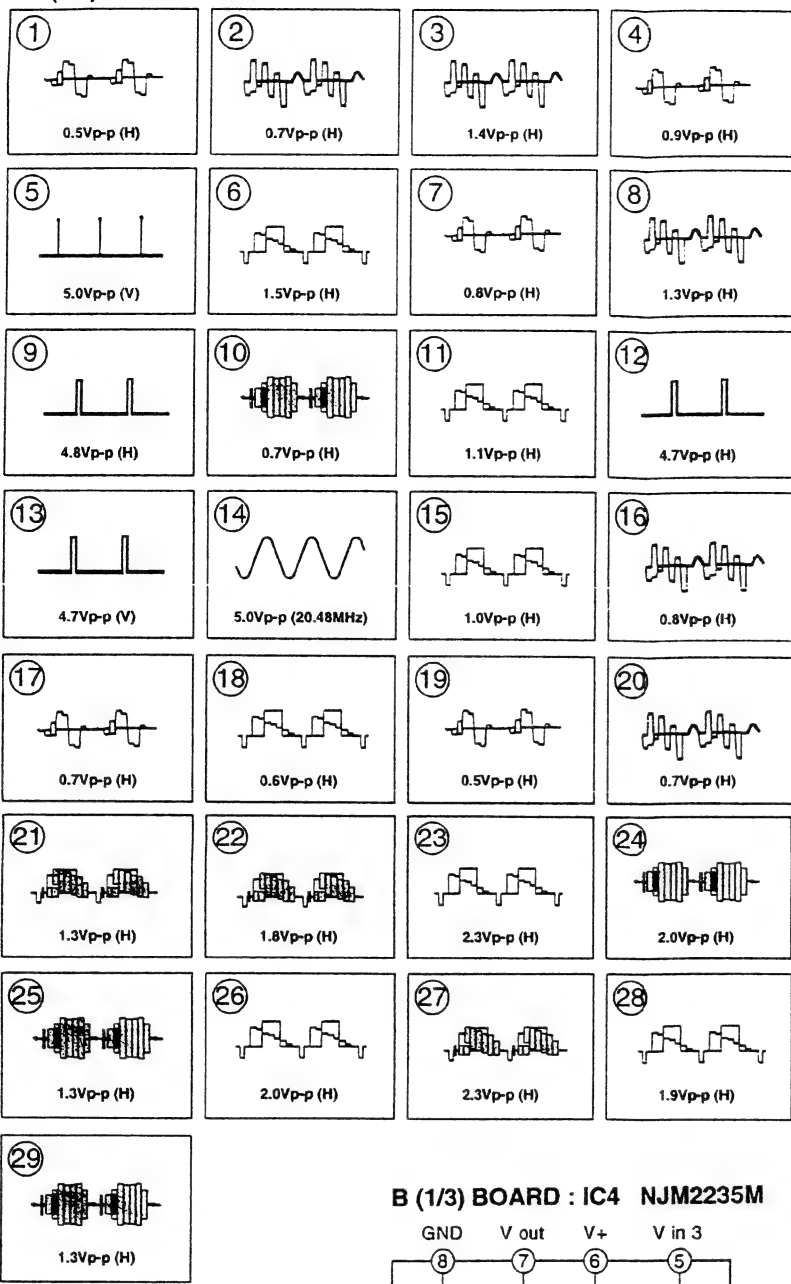 ① ② ③ ④
0.5Vp-p (H) 0.7Vp-p (H) 1.4Vp-p (H) 0.9Vp-p (H)
⑤ ⑥ ⑦ ⑧
5.0Vp-p (V) 1.5Vp-p (H) 0.8Vp-p (H) 1.3Vp-p (H)
⑨ ⑩ ⑪ ⑫
4.8Vp-p (H) 0.7Vp-p (H) 1.1Vp-p (H) 4.7Vp-p (H)
⑬ ⑭ ⑮ ⑯
4.7Vp-p (V) 5.0Vp-p (20.48MHz) 1.0Vp-p (H) 0.8Vp-p (H)
⑰ ⑱ ⑲ ⑳
0.7Vp-p (H) 0.6Vp-p (H) 0.5Vp-p (H) 0.7Vp-p (H)
㉑ ㉒ ㉓ ㉔
1.3Vp-p (H) 1.8Vp-p (H) 2.3Vp-p (H) 2.0Vp-p (H)
㉕ ㉖ ㉗ ㉘
1.3Vp-p (H) 2.0Vp-p (H) 2.3Vp-p (H) 1.9Vp-p (H)
㉙
1.3Vp-p (H)
B (1/3) BOARD : IC4 NJM2235M
GND V out V+ V in 3
⑧ ⑦ ⑥ ⑤